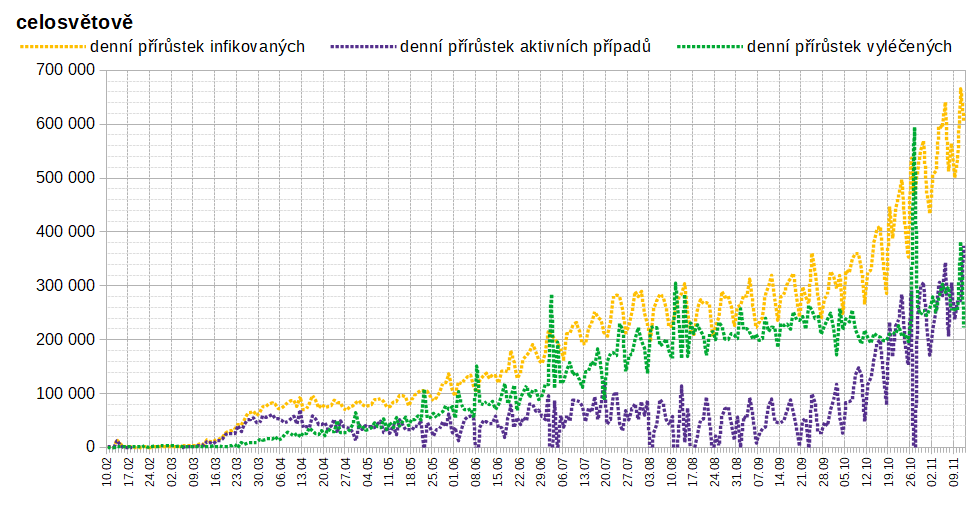 celosvětově
denní přírůstek infikovaných denní přírůstek aktivních případů denní přírůstek vyléčených
700 000
600 000
500 000
400 000
300 000
200 000
100 000
0
10.02 17.02 24.02 02.03 09.03 16.03 23.03 30.03 06.04 13.04 20.04 27.04 04.05 11.05 18.05 25.05 01.06 08.06 15.06 22.06 29.06 06.07 13.07 20.07 27.07 03.08 10.08 17.08 24.08 31.08 07.09 14.09 21.09 28.09 05.10 12.10 19.10 26.10 02.11 09.11